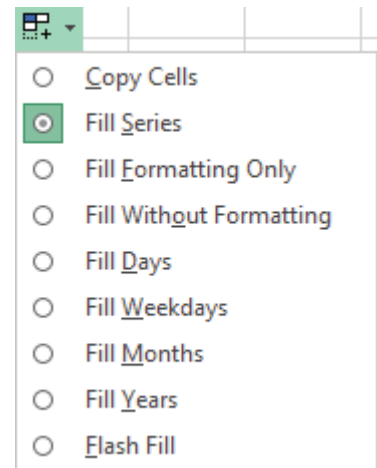 Copy Cells
Fill Series
Fill Formatting Only
Fill Without Formatting
Fill Days
Fill Weekdays
Fill Months
Fill Years
Flash Fill